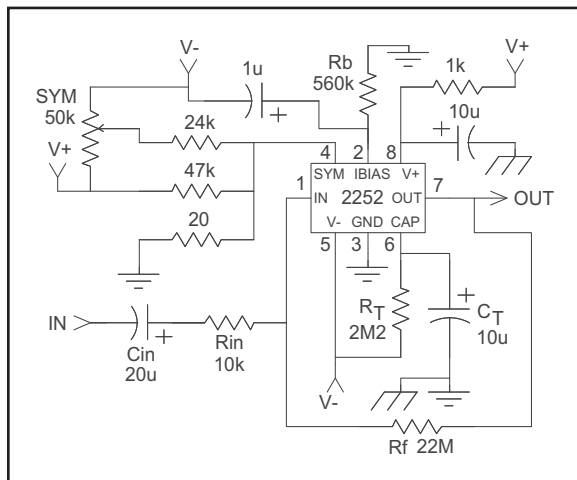 V-
V+
1u
Rb
560k
1k
SYM
50k
24k
10u
V+
47k
20
4
2
8
SYM IBIAS V+
1
IN 2252 OUT
7
OUT
V- GND CAP
5
3
6
IN
Cin
20u
Rin
10k
RT
2M2
CT
10u
V-
Rf 22M